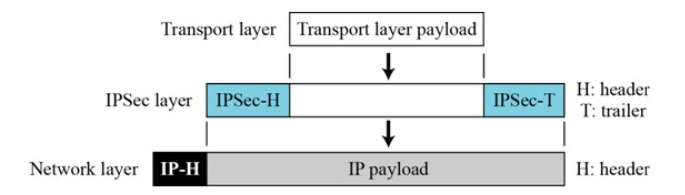 Transport layer Transport layer payload
IPSec layer IPSec-H IPSec-T H: header
T: trailer
Network layer IP-H IP payload H: header